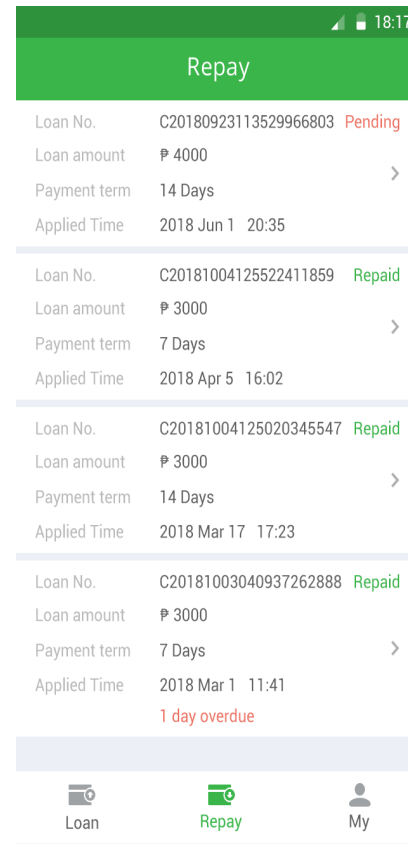 18:17
Repay
Loan No. C20180923113529966803 Pending
Loan amount ₱ 4000
Payment term 14 Days
Applied Time 2018 Jun 1 20:35
Loan No. C20181004125522411859 Repaid
Loan amount ₱ 3000
Payment term 7 Days
Applied Time 2018 Apr 5 16:02
Loan No. C20181004125020345547 Repaid
Loan amount ₱ 3000
Payment term 14 Days
Applied Time 2018 Mar 17 17:23
Loan No. C20181003040937262888 Repaid
Loan amount ₱ 3000
Payment term 7 Days
Applied Time 2018 Mar 1 11:41
1 day overdue
Loan Repay My